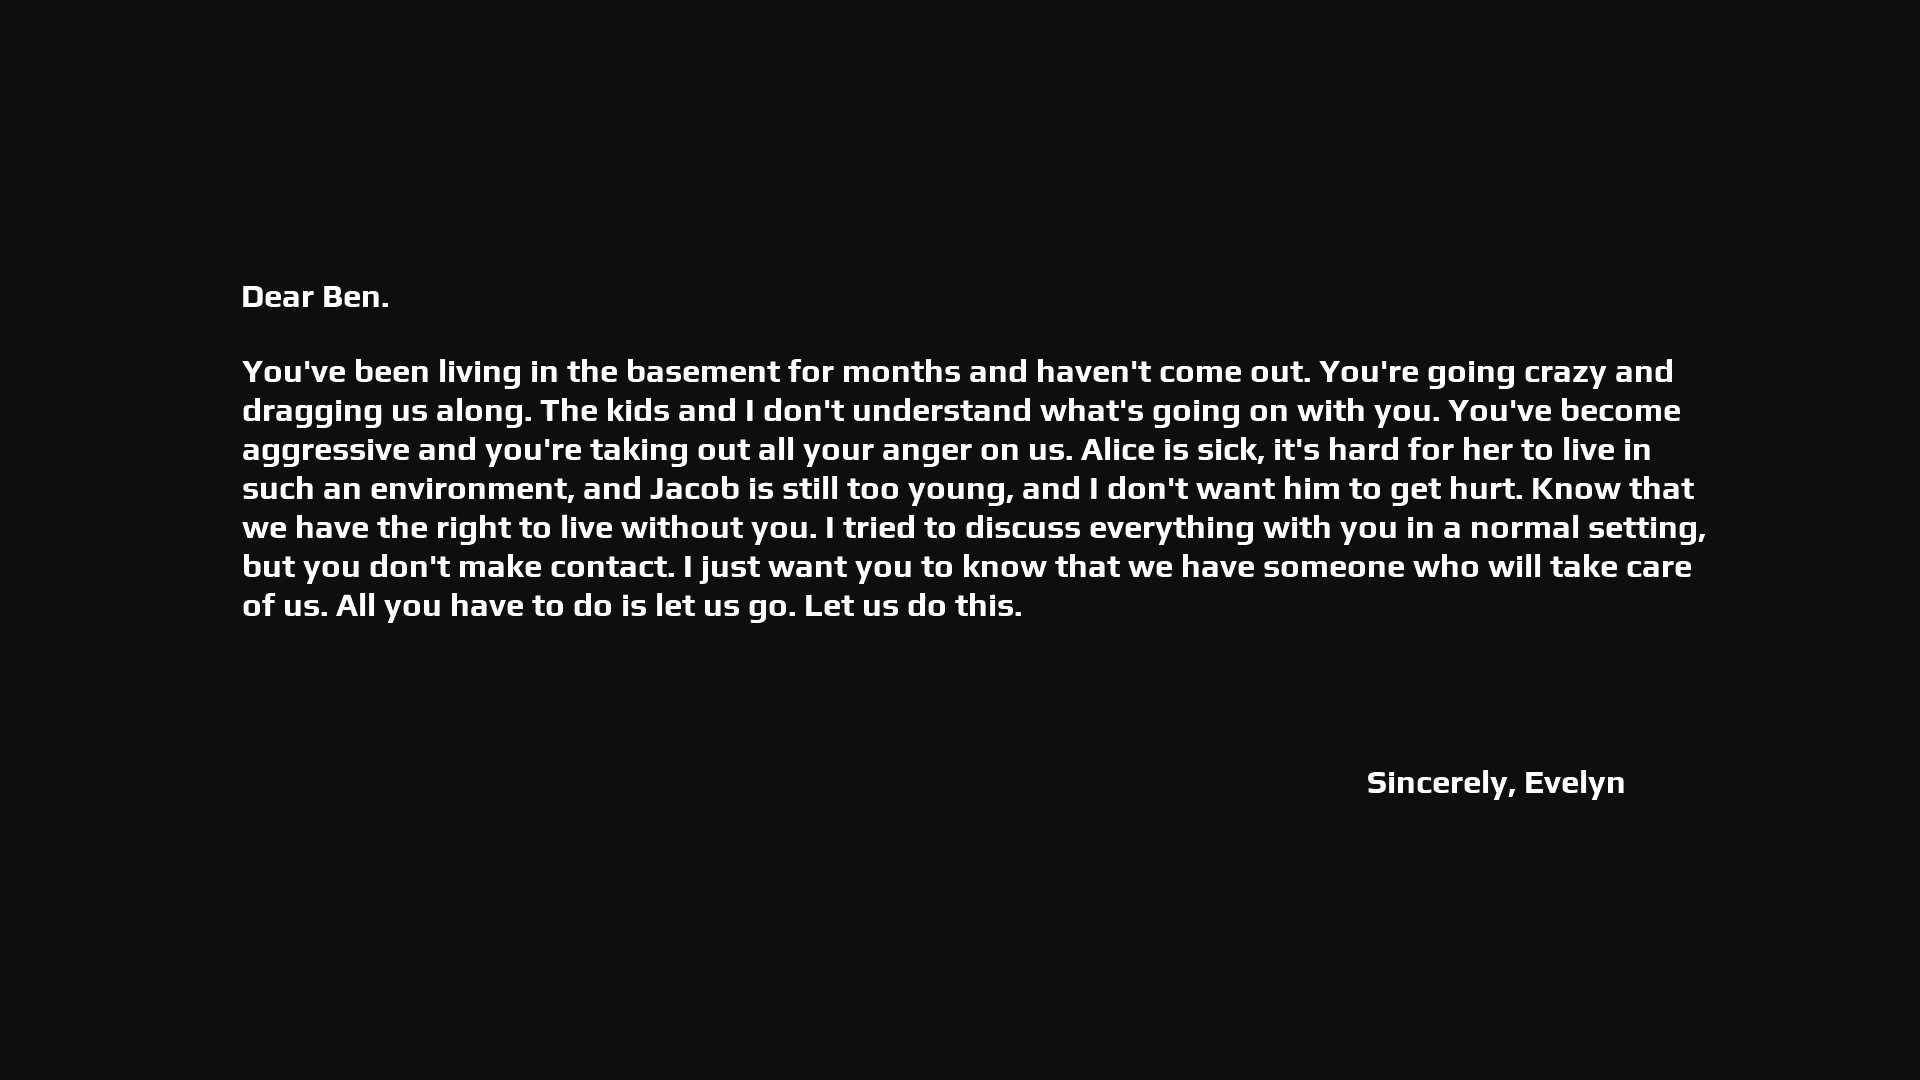 Dear Ben.
You've been living in the basement for months and haven't come out. You're going crazy and
dragging us along. The kids and I don't understand what's going on with you. You've become
aggressive and you're taking out all your anger on us. Alice is sick, it's hard for her to live in
such an environment, and Jacob is still too young, and I don't want him to get hurt. Know that
we have the right to live without you. I tried to discuss everything with you in a normal setting,
but you don't make contact. I just want you to know that we have someone who will take care
of us. All you have to do is let us go. Let us do this.
Sincerely, Evelyn